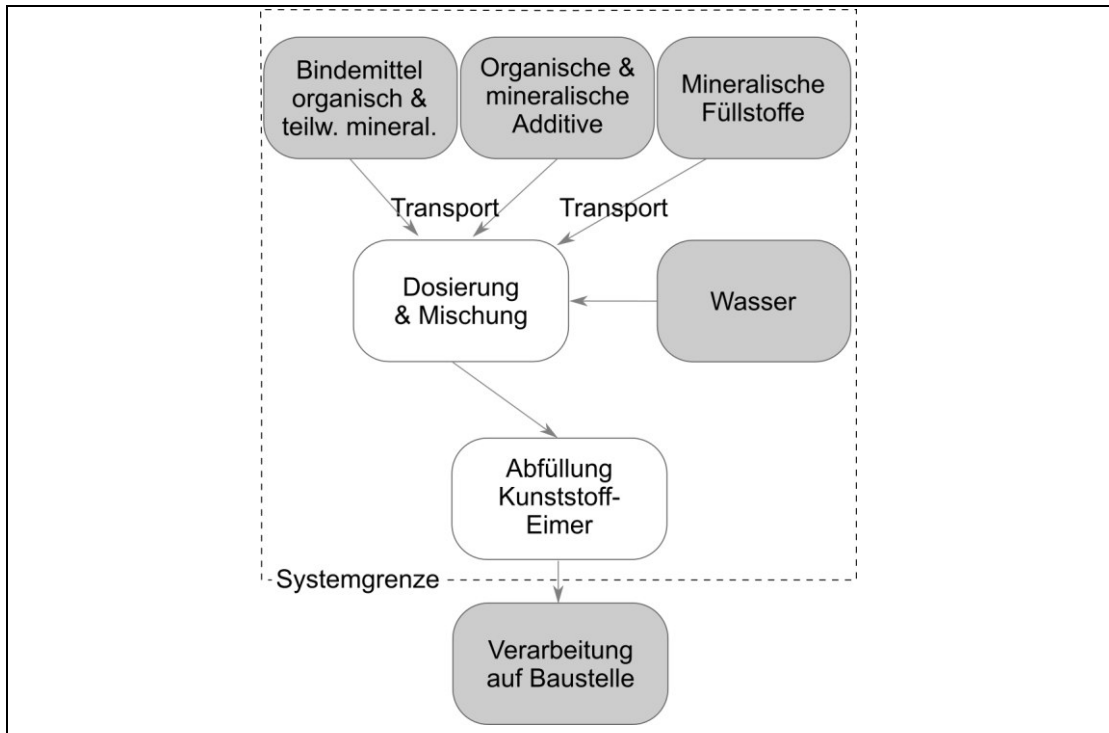 Bindemittel
organisch &
teilw. mineral.
Organische &
mineralische
Additive
Mineralische
Füllstoffe
Transport
Transport
Dosierung
& Mischung
Wasser
Abfüllung
Kunststoff-
Eimer
Systemgrenze
Verarbeitung
auf Baustelle